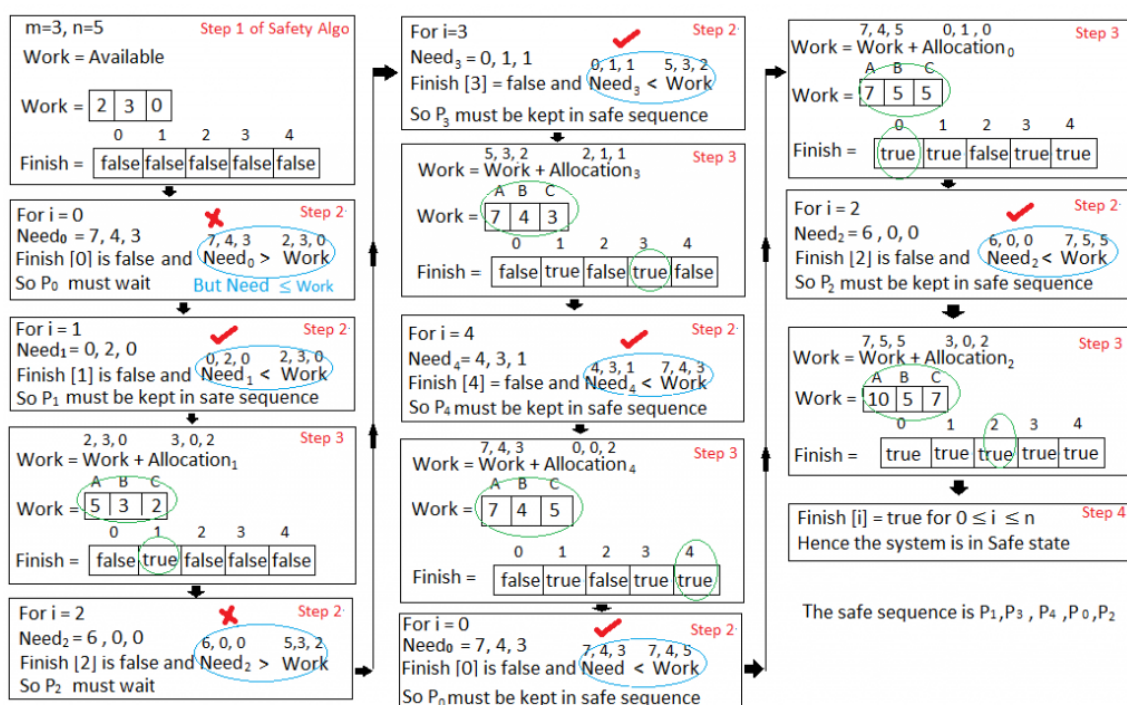 m=3, n=5 Step 1 of Safety Algo
Work = Available
Work = 2 3 0
0 1 2 3 4
Finish = false false false false false
For i = 0 Step 2
Need₀ = 7, 4, 3 7, 4, 3 2, 3, 0
Finish [0] is false and Need₀ > Work
So P₀ must wait But Need ≤ Work
For i = 1 Step 2
Need₁ = 0, 2, 0 0, 2, 0 2, 3, 0
Finish [1] is false and Need₁ < Work
So P₁ must be kept in safe sequence
2, 3, 0 3, 0, 2 Step 3
Work = Work + Allocation₁
A B C
Work = 5 3 2
0 1 2 3 4
Finish = false true false false false
For i = 2 Step 2
Need₂ = 6 , 0, 0 6, 0, 0 5,3, 2
Finish [2] is false and Need₂ > Work
So P₂ must wait
For i=3 Step 2
Need₃ = 0, 1, 1 0, 1, 1 5, 3, 2
Finish [3] = false and Need₃ < Work
So P₃ must be kept in safe sequence
5, 3, 2 2, 1, 1 Step 3
Work = Work + Allocation₃
A B C
Work = 7 4 3
0 1 2 3 4
Finish = false true false true false
For i = 4 Step 2
Need₄ = 4, 3, 1 4, 3, 1 7, 4, 3
Finish [4] = false and Need₄ < Work
So P₄ must be kept in safe sequence
7, 4, 3 0, 0, 2 Step 3
Work = Work + Allocation₄
A B C
Work = 7 4 5
0 1 2 3 4
Finish = false true false true true
For i = 0 Step 2
Need₀ = 7, 4, 3 7, 4, 3 7, 4, 5
Finish [0] is false and Need < Work
So P₀ must be kept in safe sequence
7, 4, 5 0, 1 , 0 Step 3
Work = Work + Allocation₀
A B C
Work = 7 5 5
0 1 2 3 4
Finish = true true false true true
For i = 2 Step 2
Need₂ = 6 , 0, 0 6, 0, 0 7, 5, 5
Finish [2] is false and Need₂ < Work
So P₂ must be kept in safe sequence
7, 5, 5 3, 0, 2 Step 3
Work = Work + Allocation₂
A B C
Work = 10 5 7
0 1 2 3 4
Finish = true true true true true
Finish [i] = true for 0 ≤ i ≤ n Step 4
Hence the system is in Safe state
The safe sequence is P₁,P₃ , P₄ ,P₀,P₂